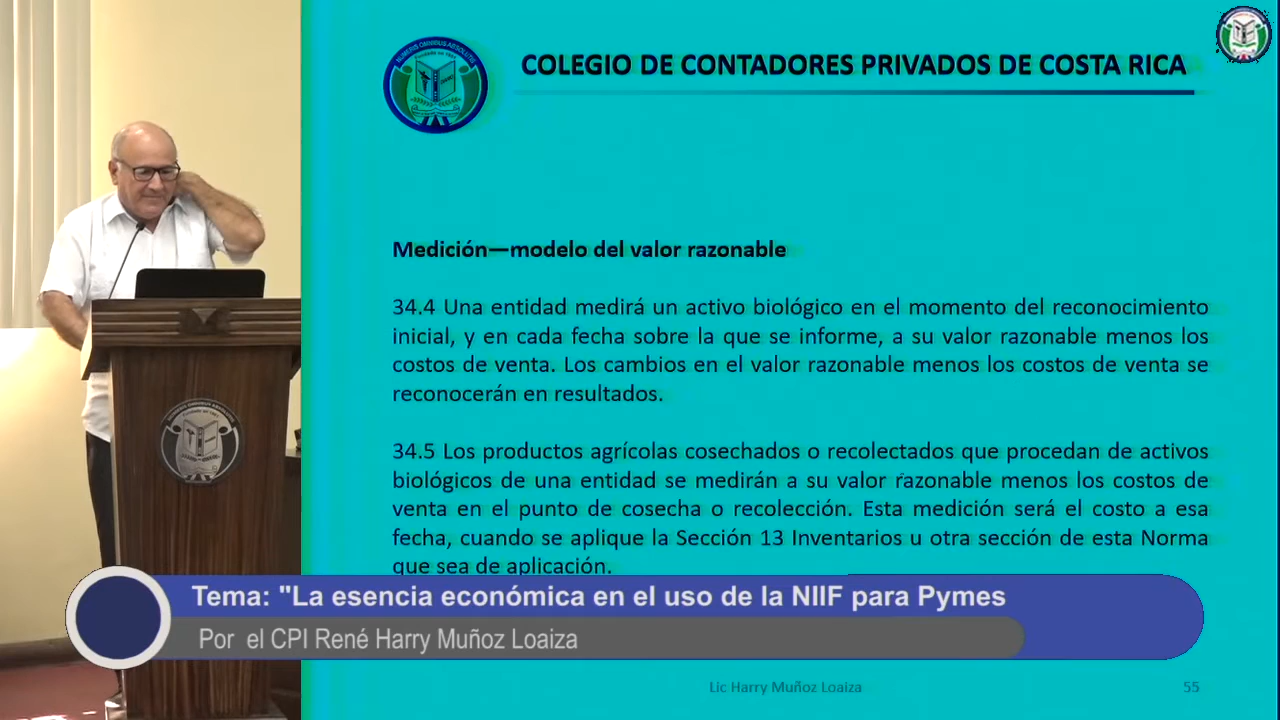 COLEGIO DE CONTADORES PRIVADOS DE COSTA RICA
Medición—modelo del valor razonable
34.4 Una entidad medirá un activo biológico en el momento del reconocimiento
inicial, y en cada fecha sobre la que se informe, a su valor razonable menos los
costos de venta. Los cambios en el valor razonable menos los costos de venta se
reconocerán en resultados.
34.5 Los productos agrícolas cosechados o recolectados que procedan de activos
biológicos de una entidad se medirán a su valor razonable menos los costos de
venta en el punto de cosecha o recolección. Esta medición será el costo a esa
fecha, cuando se aplique la Sección 13 Inventarios u otra sección de esta Norma
que sea de aplicación.
Tema: "La esencia económica en el uso de la NIIF para Pymes
Por el CPI René Harry Muñoz Loaiza
Lic Harry Muñoz Loaiza
55